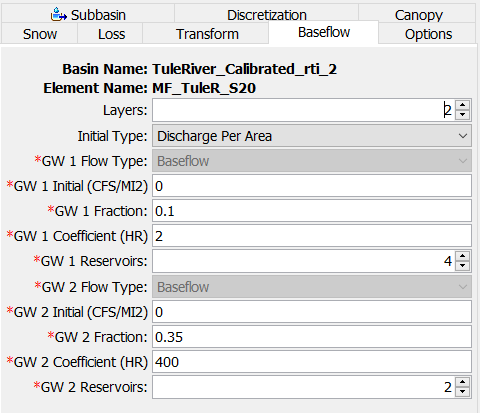 Subbasin Discretization Canopy
Snow Loss Transform Baseflow Options
Basin Name: TuleRiver_Calibrated_rti_2
Element Name: MF_TuleR_S20
Layers: 2
Initial Type: Discharge Per Area
*GW 1 Flow Type: Baseflow
*GW 1 Initial (CFS/MI2) 0
*GW 1 Fraction: 0.1
*GW 1 Coefficient (HR) 2
*GW 1 Reservoirs: 4
*GW 2 Flow Type: Baseflow
*GW 2 Initial (CFS/MI2) 0
*GW 2 Fraction: 0.35
*GW 2 Coefficient (HR) 400
*GW 2 Reservoirs: 2